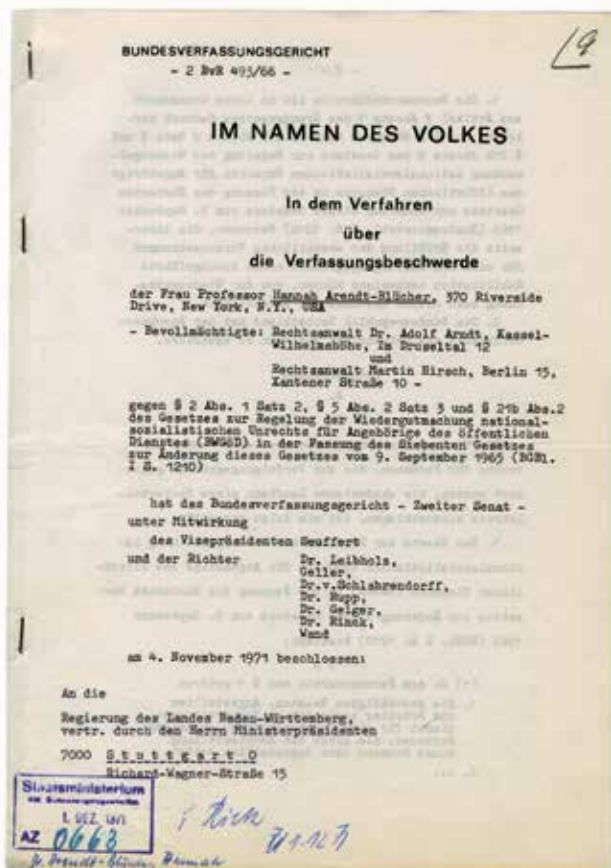 BUNDESVERFASSUNGSGERICHT
- 2 BvR 493/66 -
IM NAMEN DES VOLKES
In dem Verfahren
über
die Verfassungsbeschwerde
der Frau Professor Hannah Arendt-Blücher, 370 Riverside
Drive, New York, N.Y., USA
- Bevollmächtigte: Rechtsanwalt Dr. Adolf Arndt, Kassel-
Wilhelmshöhe, Im Druseltal 12
und
Rechtsanwalt Martin Hirsch, Berlin 15,
Xantener Straße 10 -
gegen § 2 Abs. 1 Satz 2, § 5 Abs. 2 Satz 3 und § 21b Abs.2
des Gesetzes zur Regelung der Wiedergutmachung national-
sozialistischen Unrechts für Angehörige des öffentlichen
Dienstes (BWGöD) in der Fassung des Siebenten Gesetzes
zur Änderung dieses Gesetzes vom 9. September 1965 (BGBl.
I S. 1210)
hat das Bundesverfassungsgericht - Zweiter Senat -
unter Mitwirkung
des Vizepräsidenten Seuffert
und der Richter Dr. Leibholz,
Geller,
Dr.v.Schlabrendorff,
Dr. Rupp,
Dr. Geiger,
Dr. Rinck,
Wand
am 4. November 1971 beschlossen:
An die
Regierung des Landes Baden-Württemberg,
vertr. durch den Herrn Ministerpräsidenten
7000 Stuttgart O
Richard-Wagner-Straße 15
Staatsministerium
1. DEZ. 1971
AZ 0663